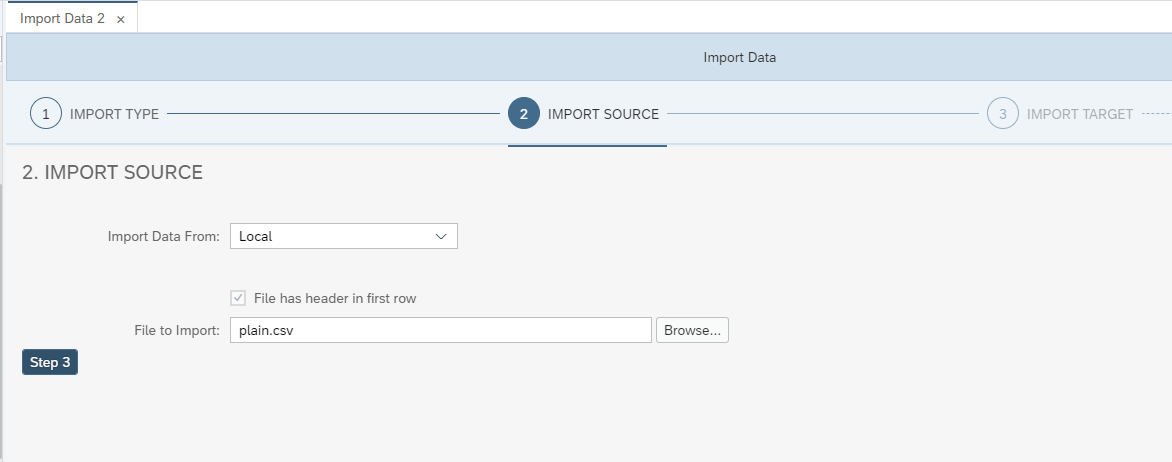 Import Data 2 ×
Import Data
1 IMPORT TYPE 2 IMPORT SOURCE 3 IMPORT TARGET
2. IMPORT SOURCE
Import Data From: Local
File has header in first row
File to Import: plain.csv Browse...
Step 3